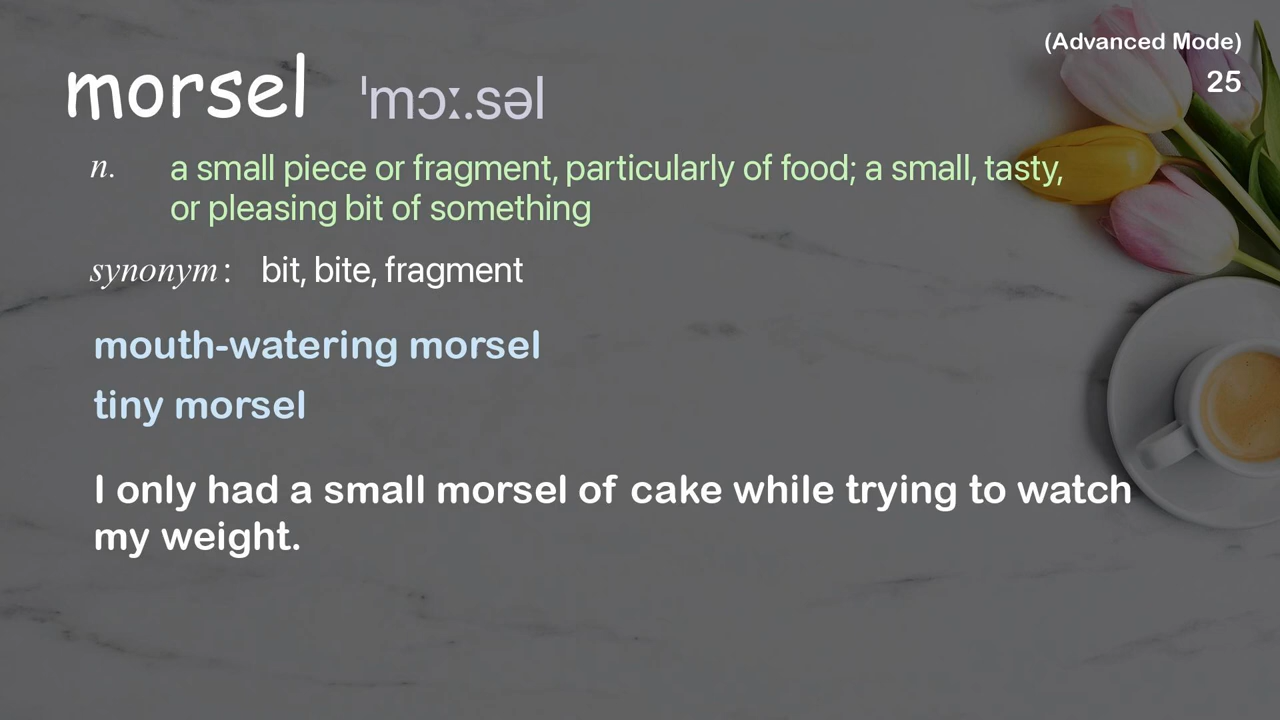 (Advanced Mode)
25
morsel ˈmɔː.səl
n. a small piece or fragment, particularly of food; a small, tasty,
or pleasing bit of something
synonym: bit, bite, fragment
mouth-watering morsel
tiny morsel
I only had a small morsel of cake while trying to watch
my weight.